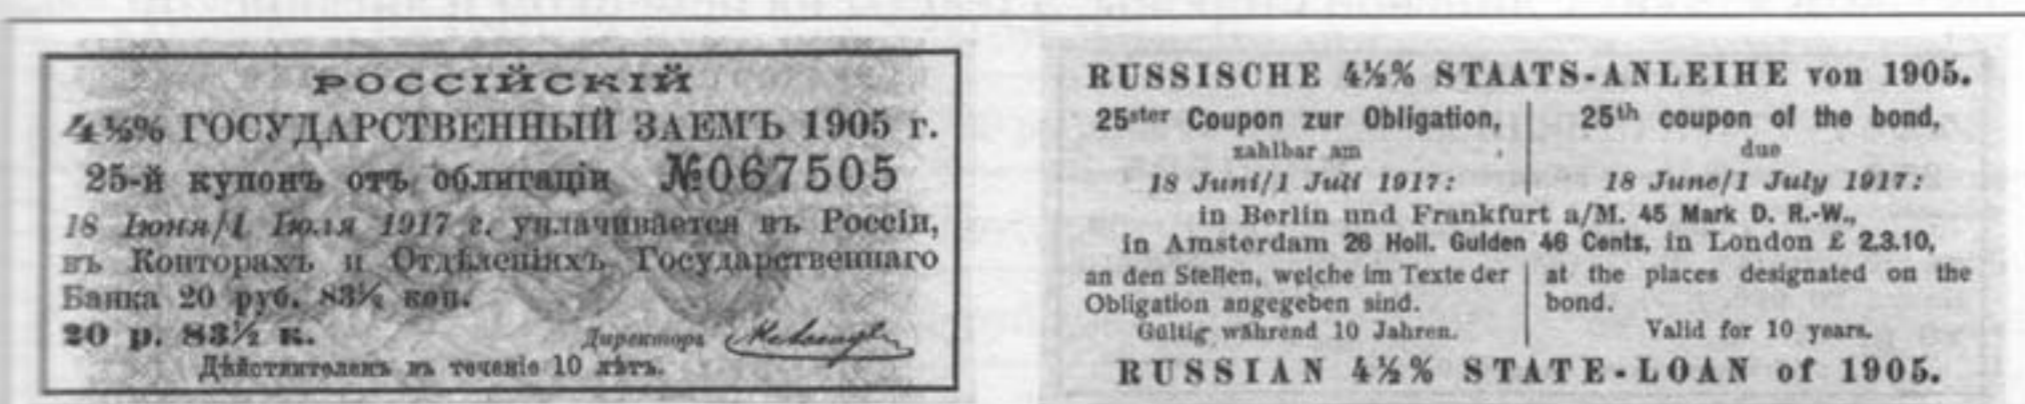 РОССІЙСКІЙ
4½% ГОСУДАРСТВЕННЫЙ ЗАЕМЪ 1905 г.
25-й купонъ отъ облигаціи №067505
18 Іюня/1 Іюля 1917 г. уплачивается въ Россіи,
въ Конторахъ и Отдѣленіяхъ Государственнаго
Банка 20 руб. 83½ коп.
20 р. 83½ к. Директоръ
Дѣйствителенъ въ теченіе 10 лѣтъ.
RUSSISCHE 4½% STAATS-ANLEIHE von 1905.
25ster Coupon zur Obligation,
zahlbar am
18 Juni/1 Juli 1917:
25th coupon of the bond,
due
18 June/1 July 1917:
in Berlin und Frankfurt a/M. 45 Mark D. R.-W.,
in Amsterdam 26 Holl. Gulden 46 Cents, in London £ 2.3.10,
an den Stellen, welche im Texte der
Obligation angegeben sind.
Gültig während 10 Jahren.
at the places designated on the
bond.
Valid for 10 years.
RUSSIAN 4½% STATE-LOAN of 1905.